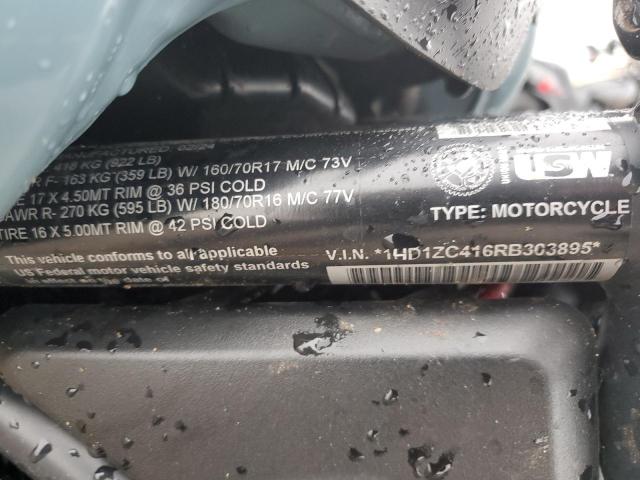 02/24
418 KG (922 LB)
F- 163 KG (359 LB) W/ 160/70R17 M/C 73V
17 X 4.50MT RIM @ 36 PSI COLD
AWR R- 270 KG (595 LB) W/ 180/70R16 M/C 77V
TIRE 16 X 5.00MT RIM @ 42 PSI COLD
This vehicle conforms to all applicable
US Federal motor vehicle safety standards
TYPE: MOTORCYCLE
V.I.N. *1HD1ZC416RB303895*